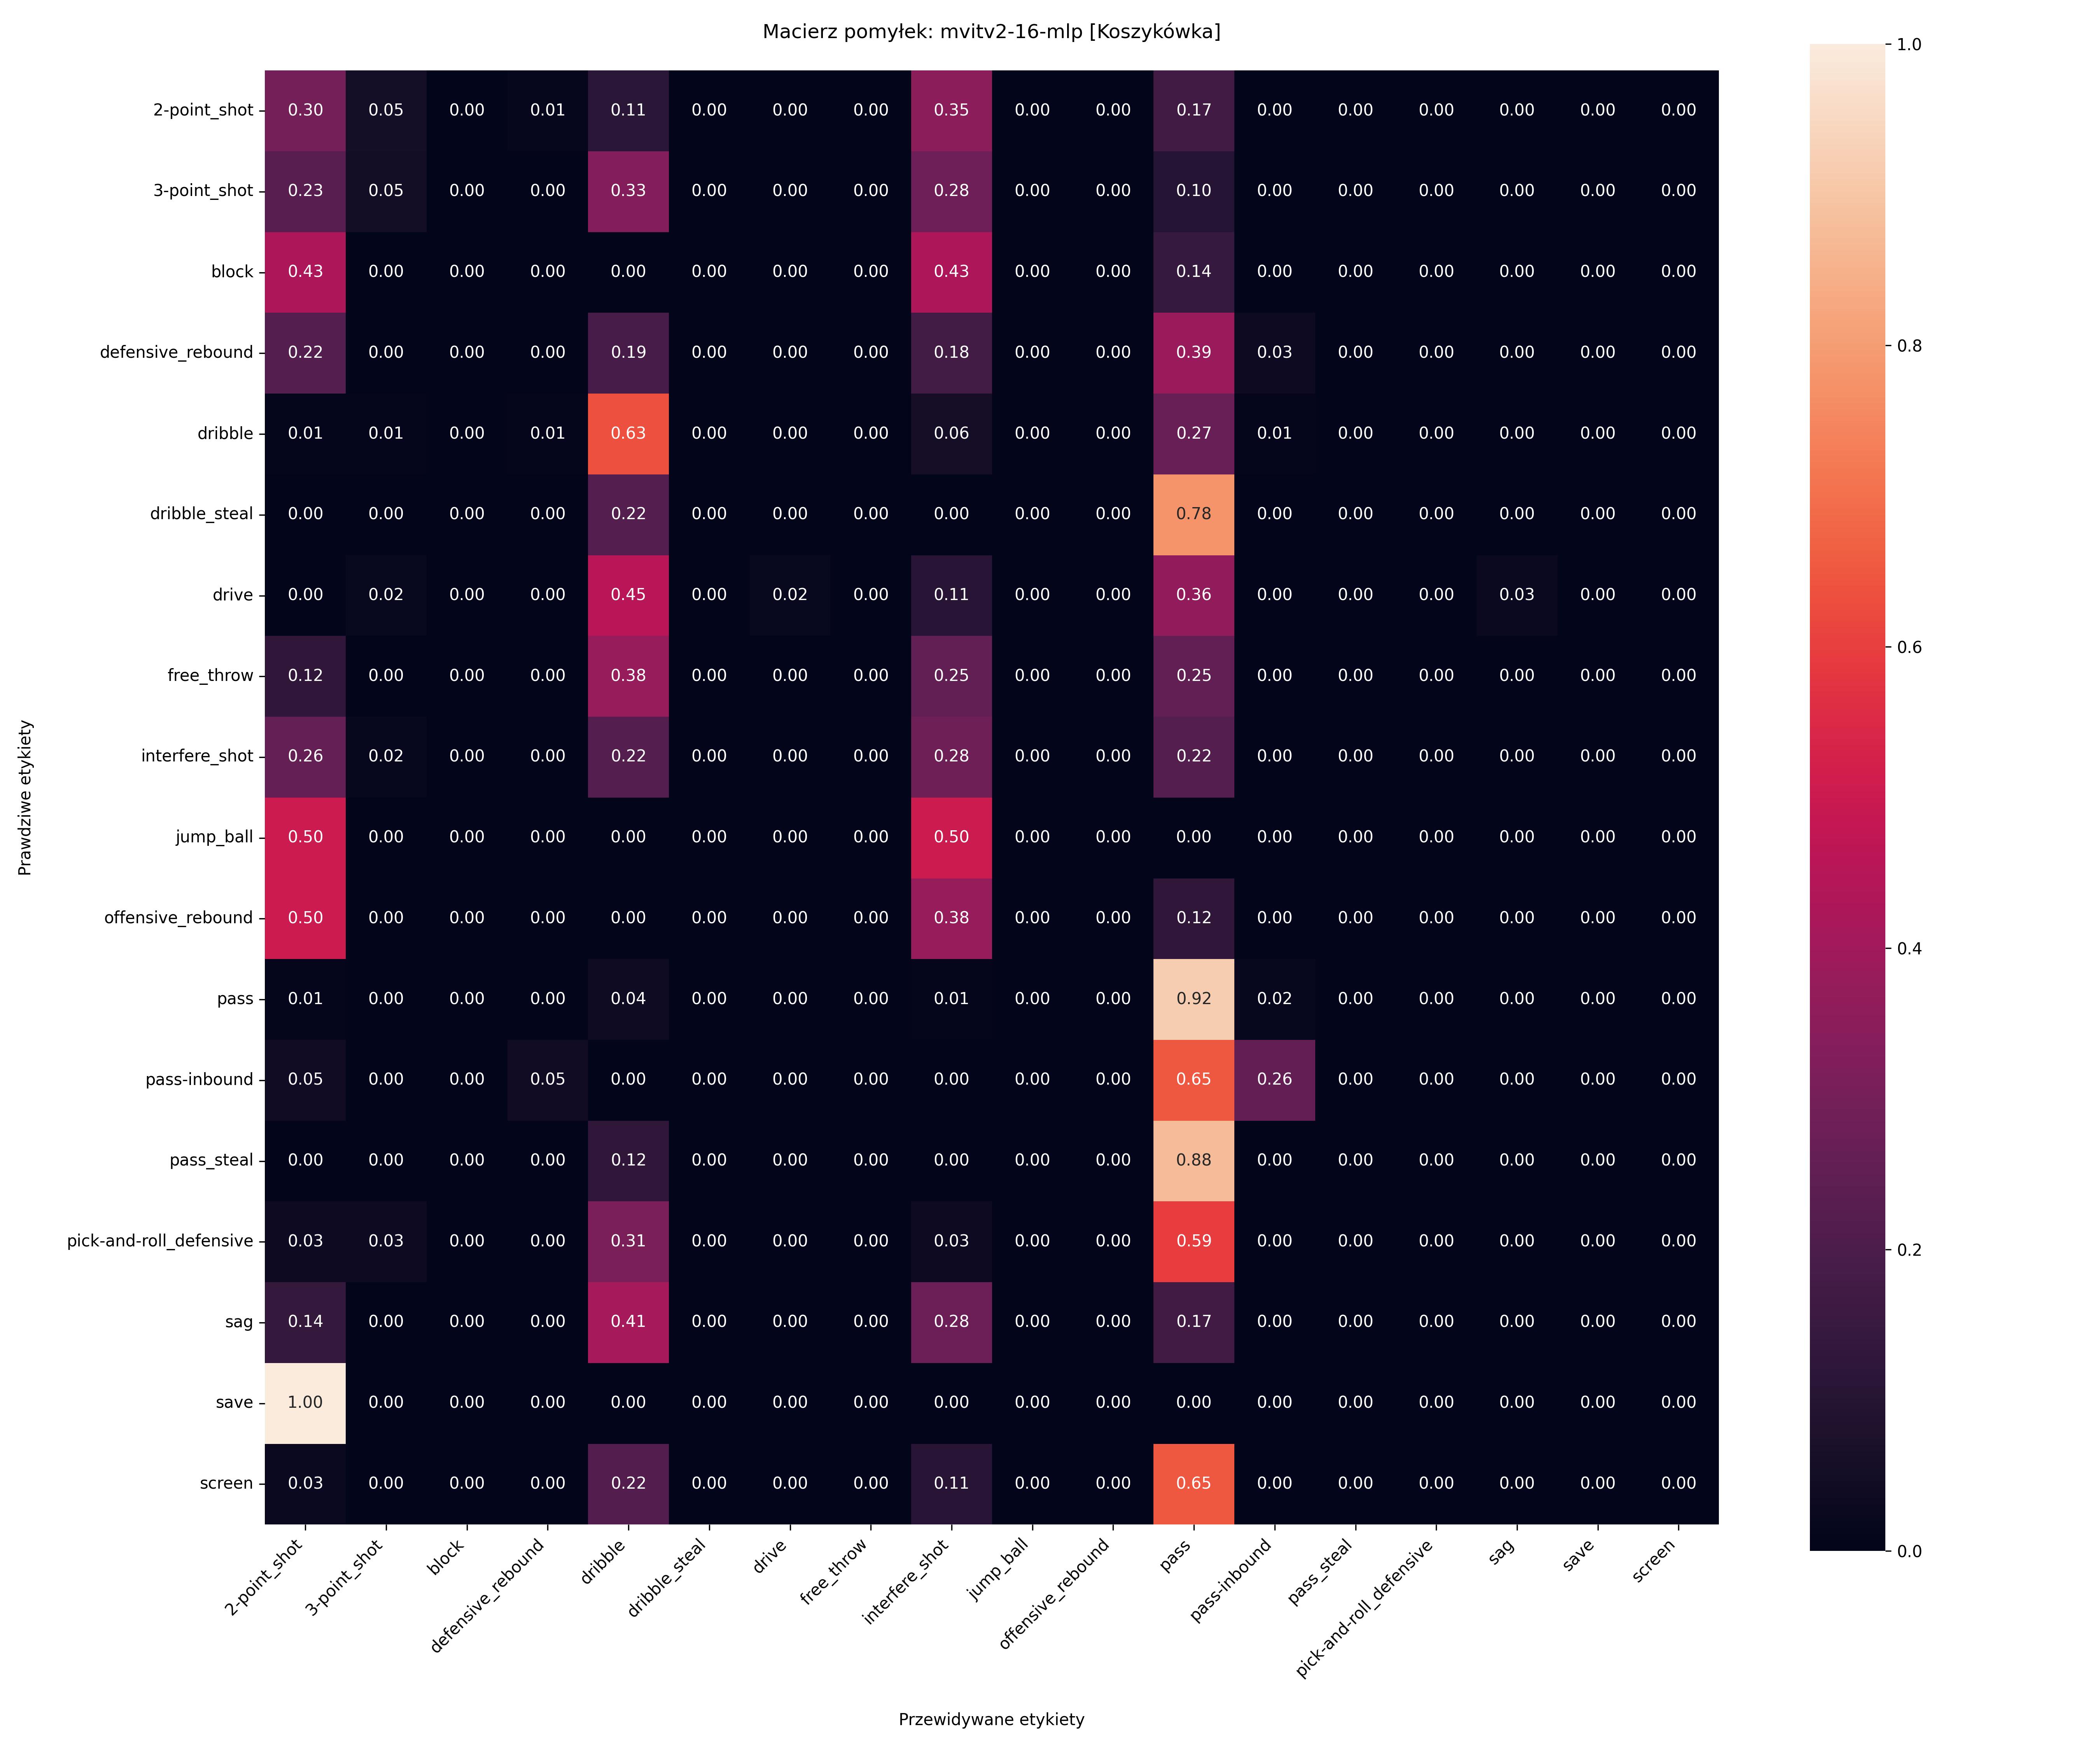 Macierz pomyłek: mvitv2-16-mlp [Koszykówka]
2-point_shot 0.30 0.05 0.00 0.01 0.11 0.00 0.00 0.00 0.35 0.00 0.00 0.17 0.00 0.00 0.00 0.00 0.00 0.00
3-point_shot 0.23 0.05 0.00 0.00 0.33 0.00 0.00 0.00 0.28 0.00 0.00 0.10 0.00 0.00 0.00 0.00 0.00 0.00
block 0.43 0.00 0.00 0.00 0.00 0.00 0.00 0.00 0.43 0.00 0.00 0.14 0.00 0.00 0.00 0.00 0.00 0.00
defensive_rebound 0.22 0.00 0.00 0.00 0.19 0.00 0.00 0.00 0.18 0.00 0.00 0.39 0.03 0.00 0.00 0.00 0.00 0.00
dribble 0.01 0.01 0.00 0.01 0.63 0.00 0.00 0.00 0.06 0.00 0.00 0.27 0.01 0.00 0.00 0.00 0.00 0.00
dribble_steal 0.00 0.00 0.00 0.00 0.22 0.00 0.00 0.00 0.00 0.00 0.00 0.78 0.00 0.00 0.00 0.00 0.00 0.00
drive 0.00 0.02 0.00 0.00 0.45 0.00 0.02 0.00 0.11 0.00 0.00 0.36 0.00 0.00 0.00 0.03 0.00 0.00
free_throw 0.12 0.00 0.00 0.00 0.38 0.00 0.00 0.00 0.25 0.00 0.00 0.25 0.00 0.00 0.00 0.00 0.00 0.00
interfere_shot 0.26 0.02 0.00 0.00 0.22 0.00 0.00 0.00 0.28 0.00 0.00 0.22 0.00 0.00 0.00 0.00 0.00 0.00
jump_ball 0.50 0.00 0.00 0.00 0.00 0.00 0.00 0.00 0.50 0.00 0.00 0.00 0.00 0.00 0.00 0.00 0.00 0.00
offensive_rebound 0.50 0.00 0.00 0.00 0.00 0.00 0.00 0.00 0.38 0.00 0.00 0.12 0.00 0.00 0.00 0.00 0.00 0.00
pass 0.01 0.00 0.00 0.00 0.04 0.00 0.00 0.00 0.01 0.00 0.00 0.92 0.02 0.00 0.00 0.00 0.00 0.00
pass-inbound 0.05 0.00 0.00 0.05 0.00 0.00 0.00 0.00 0.00 0.00 0.00 0.65 0.26 0.00 0.00 0.00 0.00 0.00
pass_steal 0.00 0.00 0.00 0.00 0.12 0.00 0.00 0.00 0.00 0.00 0.00 0.88 0.00 0.00 0.00 0.00 0.00 0.00
pick-and-roll_defensive 0.03 0.03 0.00 0.00 0.31 0.00 0.00 0.00 0.03 0.00 0.00 0.59 0.00 0.00 0.00 0.00 0.00 0.00
sag 0.14 0.00 0.00 0.00 0.41 0.00 0.00 0.00 0.28 0.00 0.00 0.17 0.00 0.00 0.00 0.00 0.00 0.00
save 1.00 0.00 0.00 0.00 0.00 0.00 0.00 0.00 0.00 0.00 0.00 0.00 0.00 0.00 0.00 0.00 0.00 0.00
screen 0.03 0.00 0.00 0.00 0.22 0.00 0.00 0.00 0.11 0.00 0.00 0.65 0.00 0.00 0.00 0.00 0.00 0.00
2-point_shot 3-point_shot block defensive_rebound dribble dribble_steal drive free_throw interfere_shot jump_ball offensive_rebound pass pass-inbound pass_steal pick-and-roll_defensive sag save screen
Przewidywane etykiety
Prawdziwe etykiety
1.0
0.8
0.6
0.4
0.2
0.0